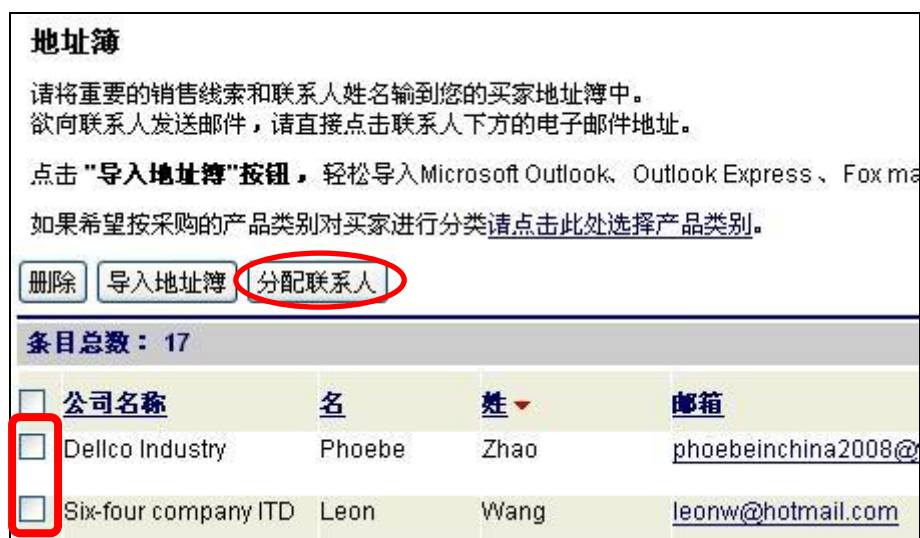 地址簿
请将重要的销售线索和联系人姓名输到您的买家地址簿中。
欲向联系人发送邮件，请直接点击联系人下方的电子邮件地址。
点击 "导入地址簿"按钮， 轻松导入Microsoft Outlook、Outlook Express 、Fox ma
如果希望按采购的产品类别对买家进行分类请点击此处选择产品类别。
删除 导入地址簿 分配联系人
条目总数： 17
公司名称 名 姓 邮箱
Dellco Industry Phoebe Zhao phoebeinchina2008@
Six-four company ITD Leon Wang leonw@hotmail.com